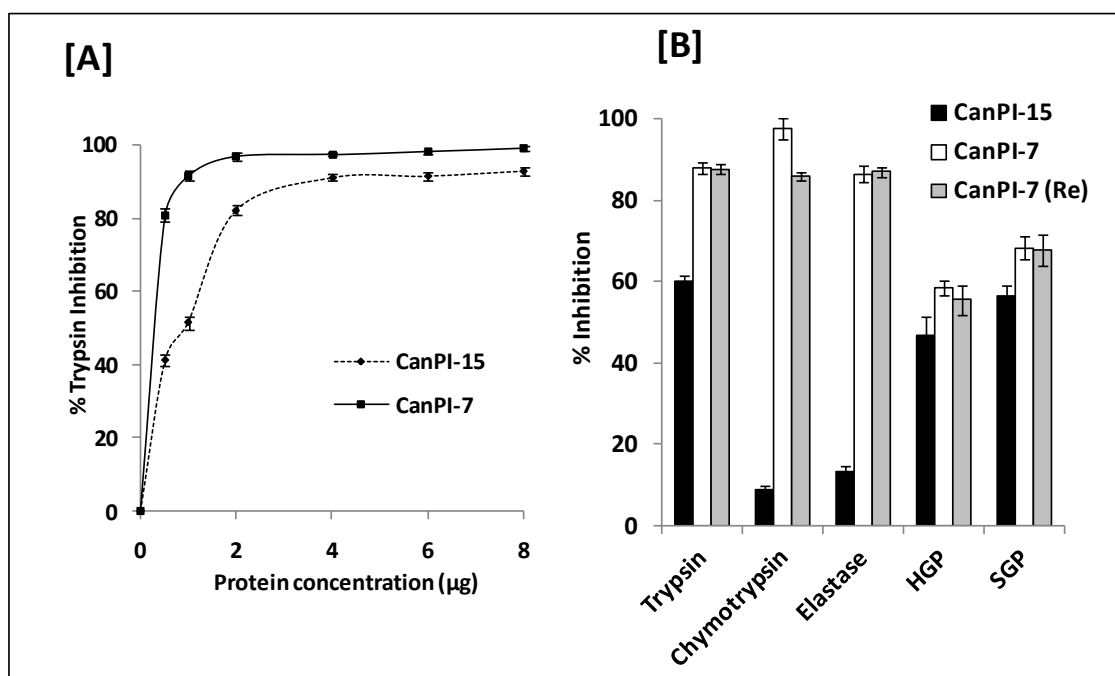 [A]
% Trypsin Inhibition
100
80
60
40
20
0
0 2 4 6 8
Protein concentration (µg)
CanPI-15
CanPI-7
[B]
% Inhibition
100
80
60
40
20
0
CanPI-15
CanPI-7
CanPI-7 (Re)
Trypsin
Chymotrypsin
Elastase
HGP
SGP